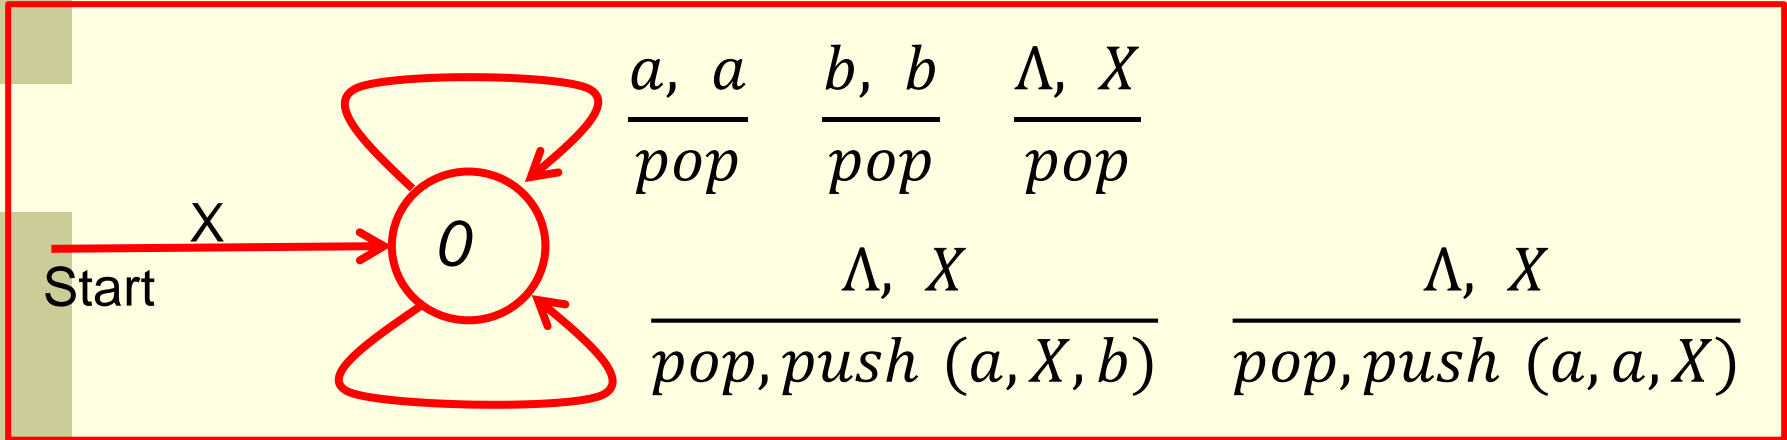 a, a b, b Λ, X
pop pop pop
X
0
Start
Λ, X Λ, X
pop, push (a, X, b) pop, push (a, a, X)